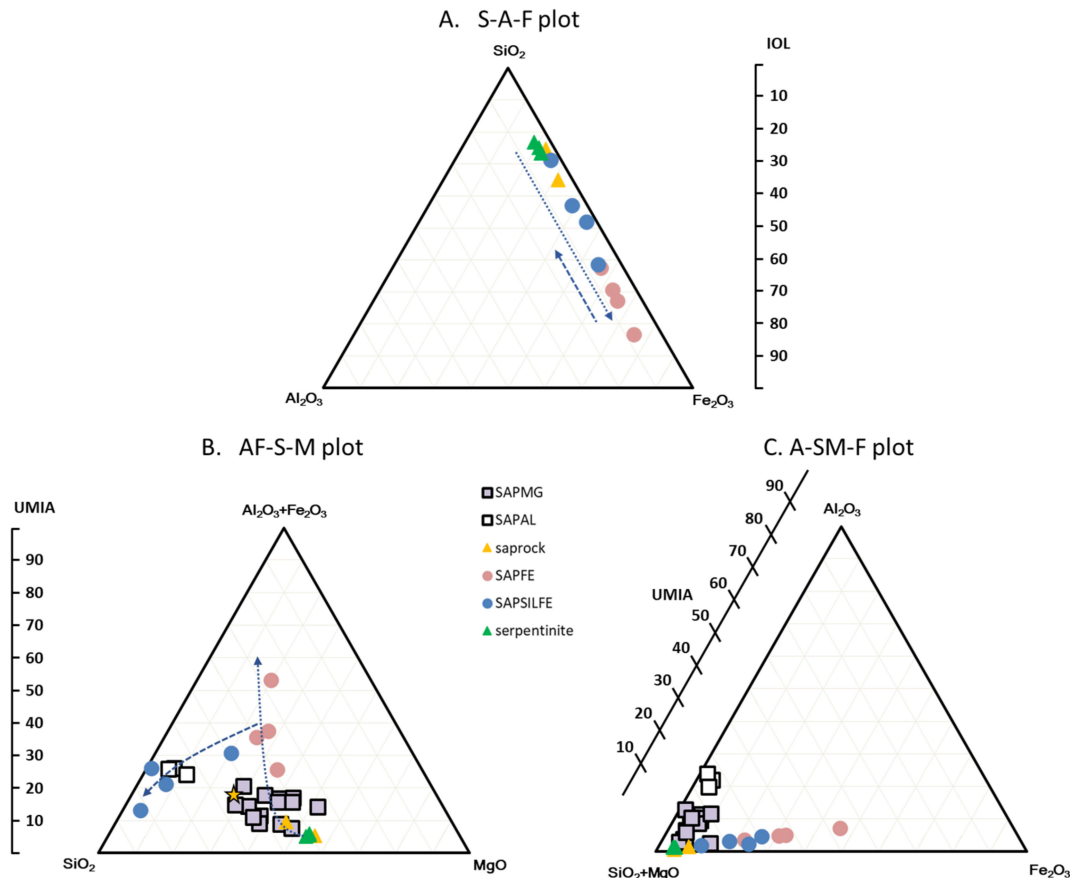 A. S-A-F plot
SiO₂
IOL
10
20
30
40
50
60
70
80
90
Al₂O₃
Fe₂O₃
B. AF-S-M plot
C. A-SM-F plot
UMIA
Al₂O₃+Fe₂O₃
90
80
70
60
50
40
30
20
10
SiO₂
MgO
SAPMG
SAPAL
saprock
SAPFE
SAPSILFE
serpentinite
Al₂O₃
UMIA
90
80
70
60
50
40
30
20
10
SiO₂+MgO
Fe₂O₃